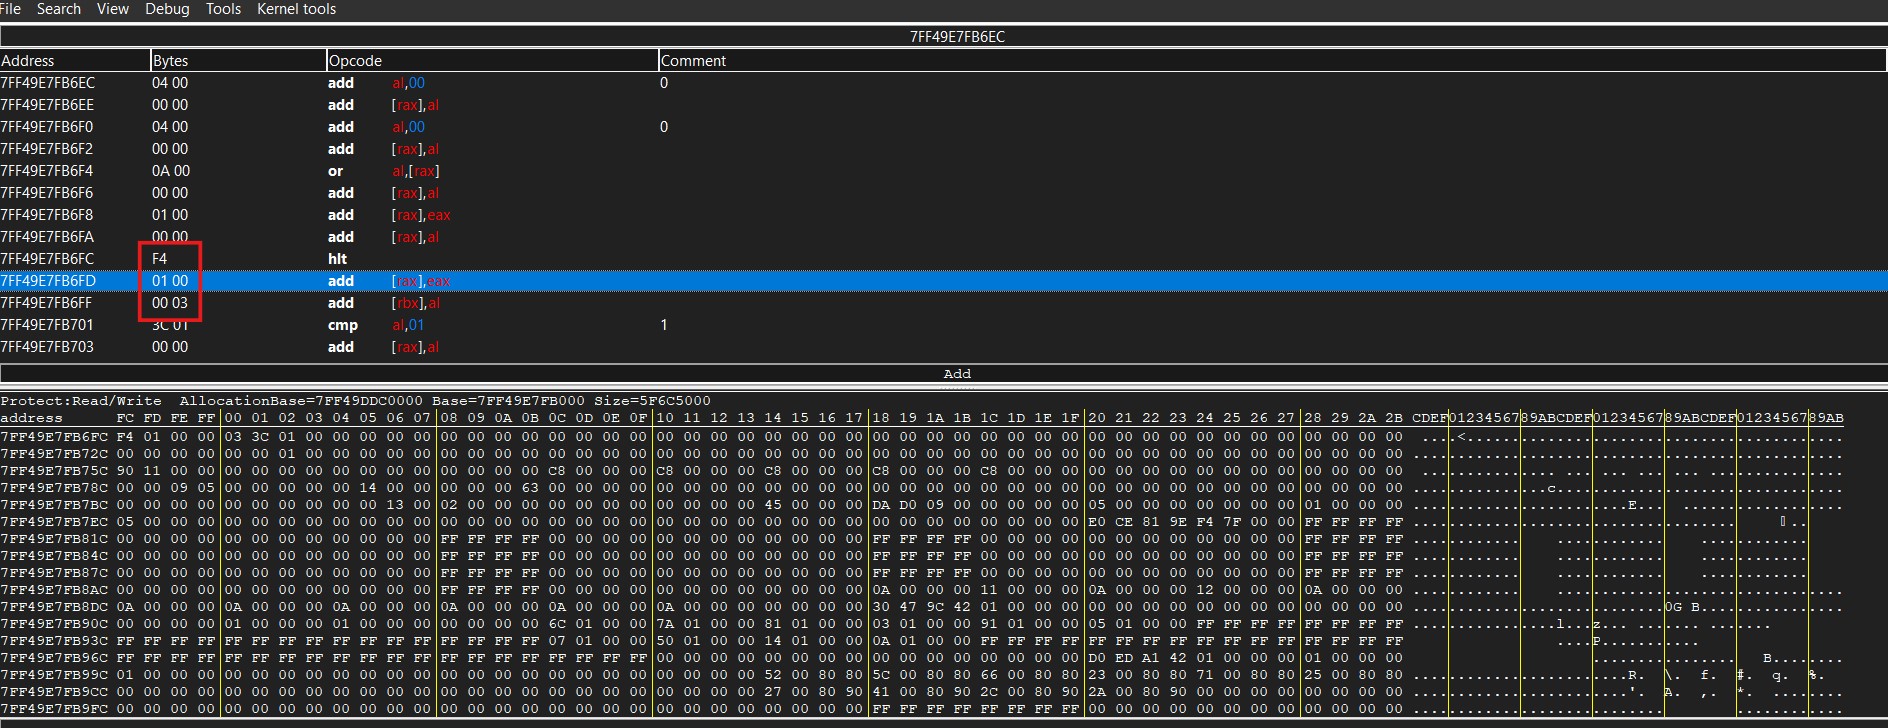 File Search View Debug Tools Kernel tools
7FF49E7FB6EC
Address Bytes Opcode Comment
7FF49E7FB6EC 04 00 add al,00 0
7FF49E7FB6EE 00 00 add [rax],al
7FF49E7FB6F0 04 00 add al,00 0
7FF49E7FB6F2 00 00 add [rax],al
7FF49E7FB6F4 0A 00 or al,[rax]
7FF49E7FB6F6 00 00 add [rax],al
7FF49E7FB6F8 01 00 add [rax],eax
7FF49E7FB6FA 00 00 add [rax],al
7FF49E7FB6FC F4 hlt
7FF49E7FB6FD 01 00 add [rax],eax
7FF49E7FB6FF 00 03 add [rbx],al
7FF49E7FB701 3C 01 cmp al,01 1
7FF49E7FB703 00 00 add [rax],al
Add
Protect:Read/Write AllocationBase=7FF49DDC0000 Base=7FF49E7FB000 Size=5F6C5000
address FC FD FE FF 00 01 02 03 04 05 06 07 08 09 0A 0B 0C 0D 0E 0F 10 11 12 13 14 15 16 17 18 19 1A 1B 1C 1D 1E 1F 20 21 22 23 24 25 26 27 28 29 2A 2B CDEF0123456789ABCDEF0123456789ABCDEF0123456789AB
7FF49E7FB6FC F4 01 00 00 03 3C 01 00 00 00 00 00 00 00 00 00 00 00 00 00 00 00 00 00 00 00 00 00 00 00 00 00 00 00 00 00 00 00 00 00 00 00 00 00 00 00 00 00
7FF49E7FB72C 00 00 00 00 00 00 01 00 00 00 00 00 00 00 00 00 00 00 00 00 00 00 00 00 00 00 00 00 00 00 00 00 00 00 00 00 00 00 00 00 00 00 00 00 00 00 00 00
7FF49E7FB75C 90 11 00 00 00 00 00 00 00 00 00 00 00 00 00 00 C8 00 00 00 C8 00 00 00 C8 00 00 00 C8 00 00 00 C8 00 00 00 00 00 00 00 00 00 00 00 00 00 00 00
7FF49E7FB78C 00 00 09 05 00 00 00 00 00 14 00 00 00 00 00 63 00 00 00 00 00 00 00 00 00 00 00 00 00 00 00 00 00 00 00 00 00 00 00 00 00 00 00 00 00 00 00 00
7FF49E7FB7BC 00 00 00 00 00 00 00 00 00 00 13 00 02 00 00 00 00 00 00 00 00 00 00 00 45 00 00 00 DA D0 09 00 00 00 00 00 05 00 00 00 00 00 00 00 01 00 00 00
7FF49E7FB7EC 05 00 00 00 00 00 00 00 00 00 00 00 00 00 00 00 00 00 00 00 00 00 00 00 00 00 00 00 00 00 00 00 00 00 00 00 E0 CE 81 9E F4 7F 00 00 FF FF FF FF
7FF49E7FB81C 00 00 00 00 00 00 00 00 00 00 00 00 FF FF FF FF 00 00 00 00 00 00 00 00 00 00 00 00 FF FF FF FF 00 00 00 00 00 00 00 00 00 00 00 00 FF FF FF FF
7FF49E7FB84C 00 00 00 00 00 00 00 00 00 00 00 00 FF FF FF FF 00 00 00 00 00 00 00 00 00 00 00 00 FF FF FF FF 00 00 00 00 00 00 00 00 00 00 00 00 FF FF FF FF
7FF49E7FB87C 00 00 00 00 00 00 00 00 00 00 00 00 FF FF FF FF 00 00 00 00 00 00 00 00 00 00 00 00 FF FF FF FF 00 00 00 00 00 00 00 00 00 00 00 00 FF FF FF FF
7FF49E7FB8AC 00 00 00 00 00 00 00 00 00 00 00 00 FF FF FF FF 00 00 00 00 00 00 00 00 00 00 00 00 0A 00 00 00 11 00 00 00 0A 00 00 00 12 00 00 00 0A 00 00 00
7FF49E7FB8DC 0A 00 00 00 0A 00 00 00 0A 00 00 00 0A 00 00 00 0A 00 00 00 0A 00 00 00 00 00 00 00 30 47 9C 42 01 00 00 00 00 00 00 00 00 00 00 00 00 00 00 00
7FF49E7FB90C 00 00 00 00 01 00 00 00 01 00 00 00 00 00 00 00 6C 01 00 00 7A 01 00 00 81 01 00 00 03 01 00 00 91 01 00 00 05 01 00 00 FF FF FF FF FF FF FF FF
7FF49E7FB93C FF FF FF FF FF FF FF FF FF FF FF FF FF FF FF FF 07 01 00 00 50 01 00 00 14 01 00 00 0A 01 00 00 FF FF FF FF FF FF FF FF FF FF FF FF FF FF FF FF
7FF49E7FB96C FF FF FF FF FF FF FF FF FF FF FF FF FF FF FF FF FF FF FF FF 00 00 00 00 00 00 00 00 00 00 00 00 00 00 00 00 D0 ED A1 42 01 00 00 00 01 00 00 00
7FF49E7FB99C 01 00 00 00 00 00 00 00 00 00 00 00 00 00 00 00 00 00 00 00 00 00 00 00 52 00 80 80 5C 00 80 80 66 00 80 80 23 00 80 80 71 00 80 80 25 00 80 80
7FF49E7FB9CC 00 00 00 00 00 00 00 00 00 00 00 00 00 00 00 00 00 00 00 00 00 00 00 00 27 00 80 90 41 00 80 90 2C 00 80 90 2A 00 80 90 00 00 00 00 00 00 00 00
7FF49E7FB9FC 00 00 00 00 00 00 00 00 00 00 00 00 00 00 00 00 00 00 00 00 00 00 00 00 00 00 00 00 FF FF FF FF 00 00 00 00 00 00 00 00 00 00 00 00 FF FF FF FF